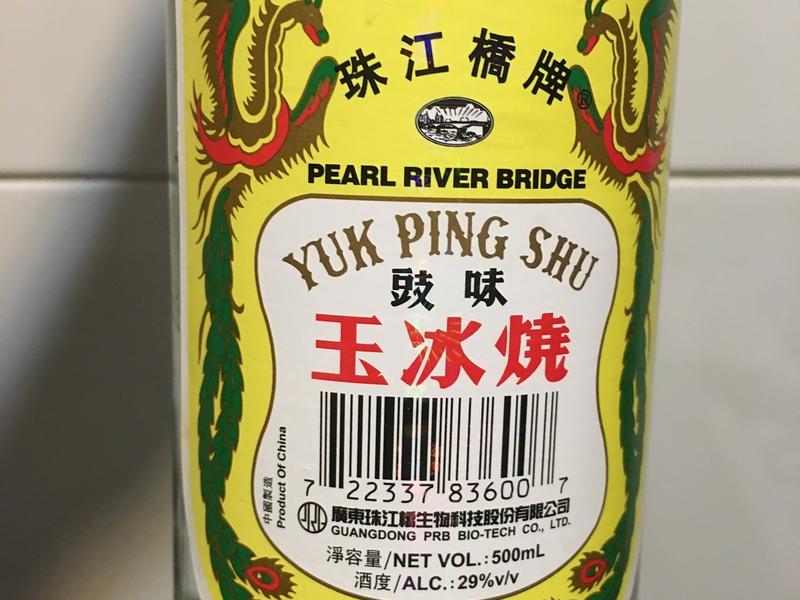 珠江橋牌®
PEARL RIVER BRIDGE
YUK PING SHU
豉味
玉冰燒
中國製造
Product Of China
7 22337 83600 7
廣東珠江橋生物科技股份有限公司
GUANGDONG PRB BIO-TECH CO., LTD.
淨容量/NET VOL.:500mL
酒度/ALC.:29%v/v